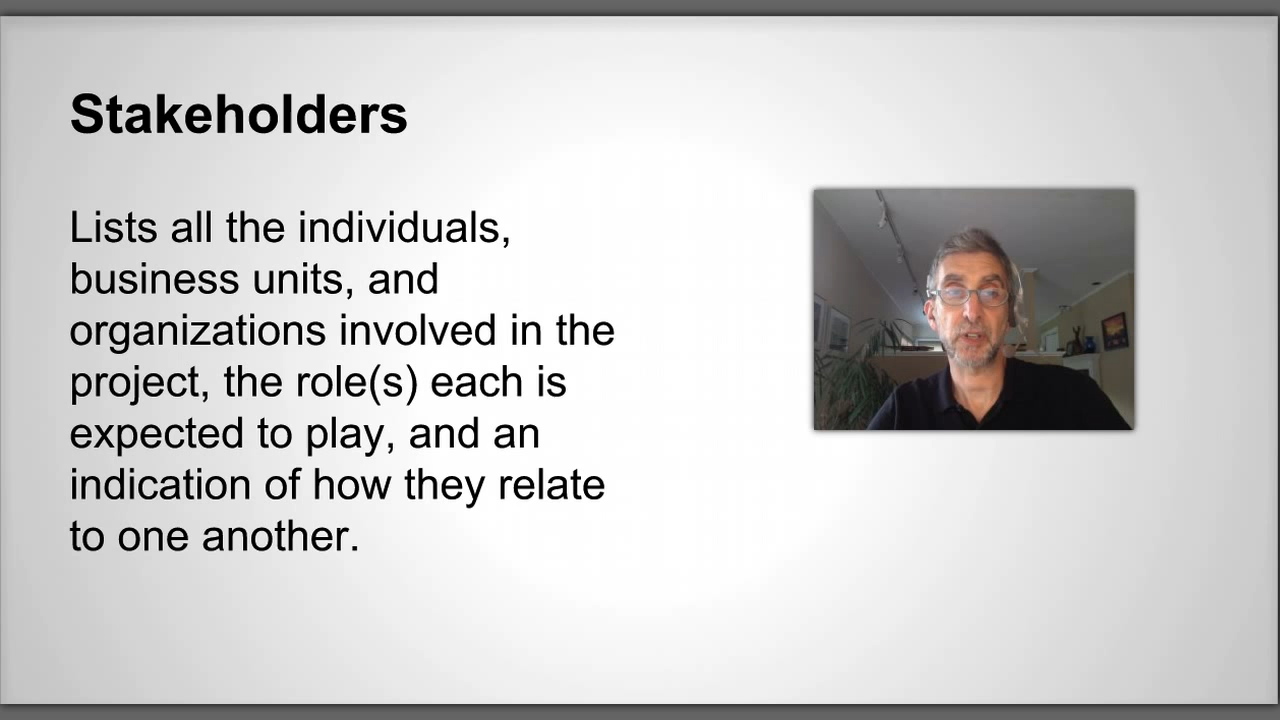 Stakeholders
Lists all the individuals,
business units, and
organizations involved in the
project, the role(s) each is
expected to play, and an
indication of how they relate
to one another.